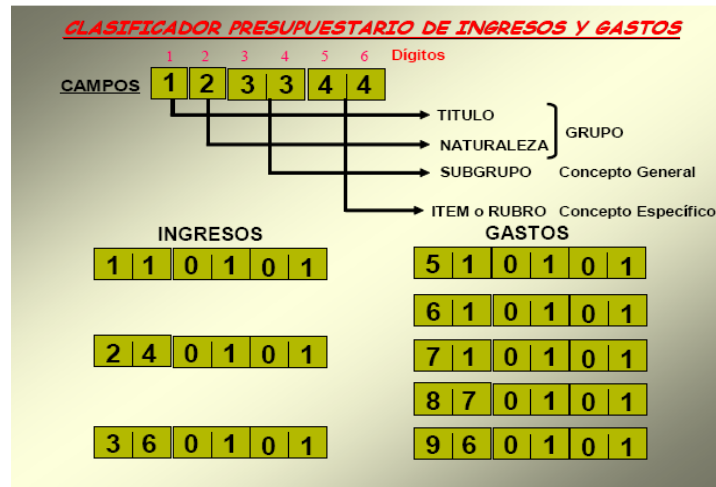 CLASIFICADOR PRESUPUESTARIO DE INGRESOS Y GASTOS
1 2 3 4 5 6 Dígitos
CAMPOS 1 2 3 3 4 4
TITULO
GRUPO
NATURALEZA
SUBGRUPO Concepto General
ITEM o RUBRO Concepto Específico
INGRESOS GASTOS
1 1 0 1 0 1 5 1 0 1 0 1
6 1 0 1 0 1
2 4 0 1 0 1 7 1 0 1 0 1
8 7 0 1 0 1
3 6 0 1 0 1 9 6 0 1 0 1